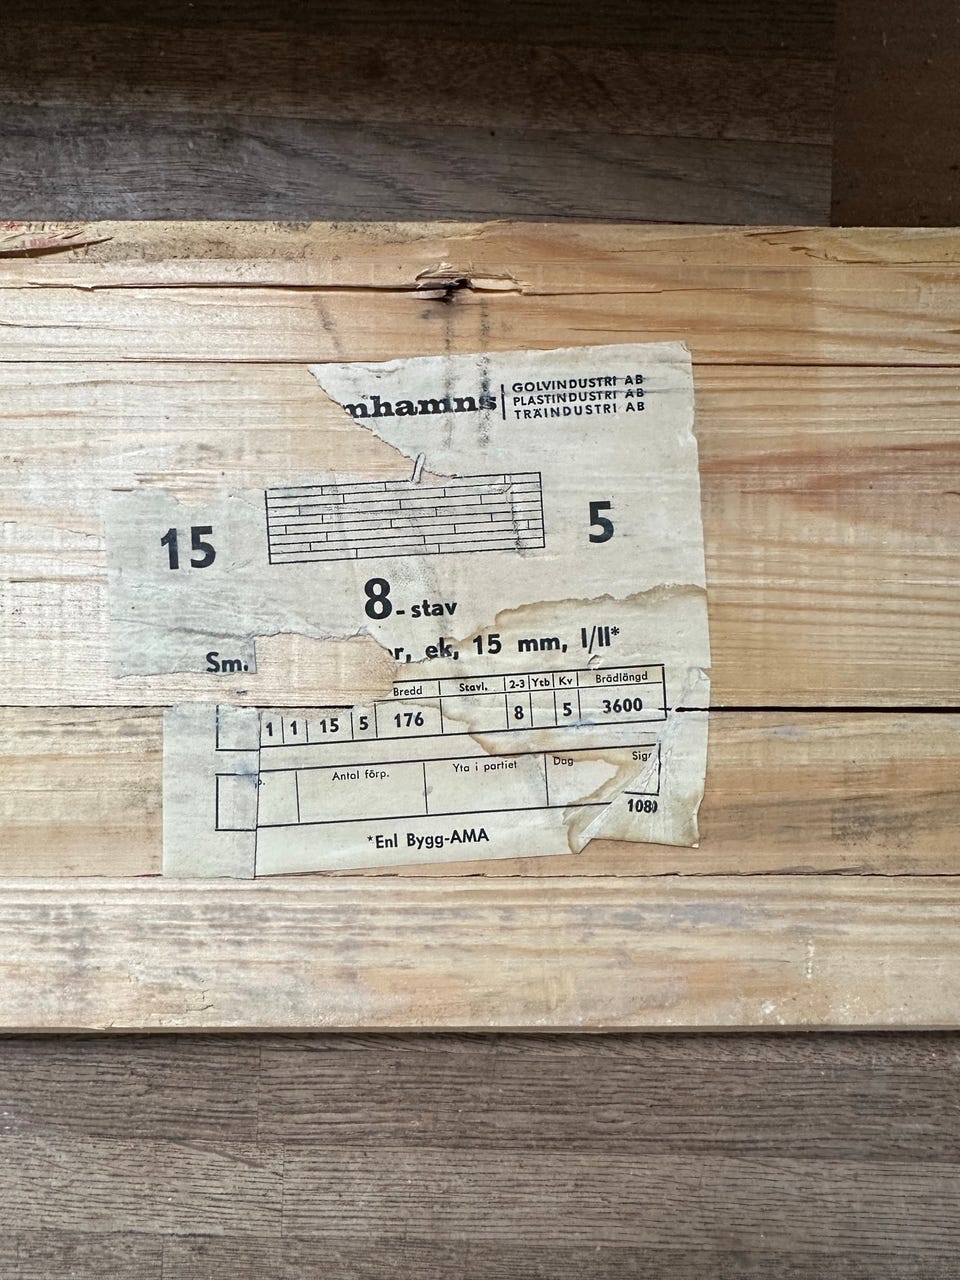 mhamns
GOLVINDUSTRI AB
PLASTINDUSTRI AB
TRÄINDUSTRI AB
15
5
8-stav
Sm.
r, ek, 15 mm, I/II*
Bredd Stavl. 2-3 Ytb Kv Brädlängd
1 1 15 5 176 8 5 3600
Antal förp. Yta i partiet Dag Sig
1080
*Enl Bygg-AMA